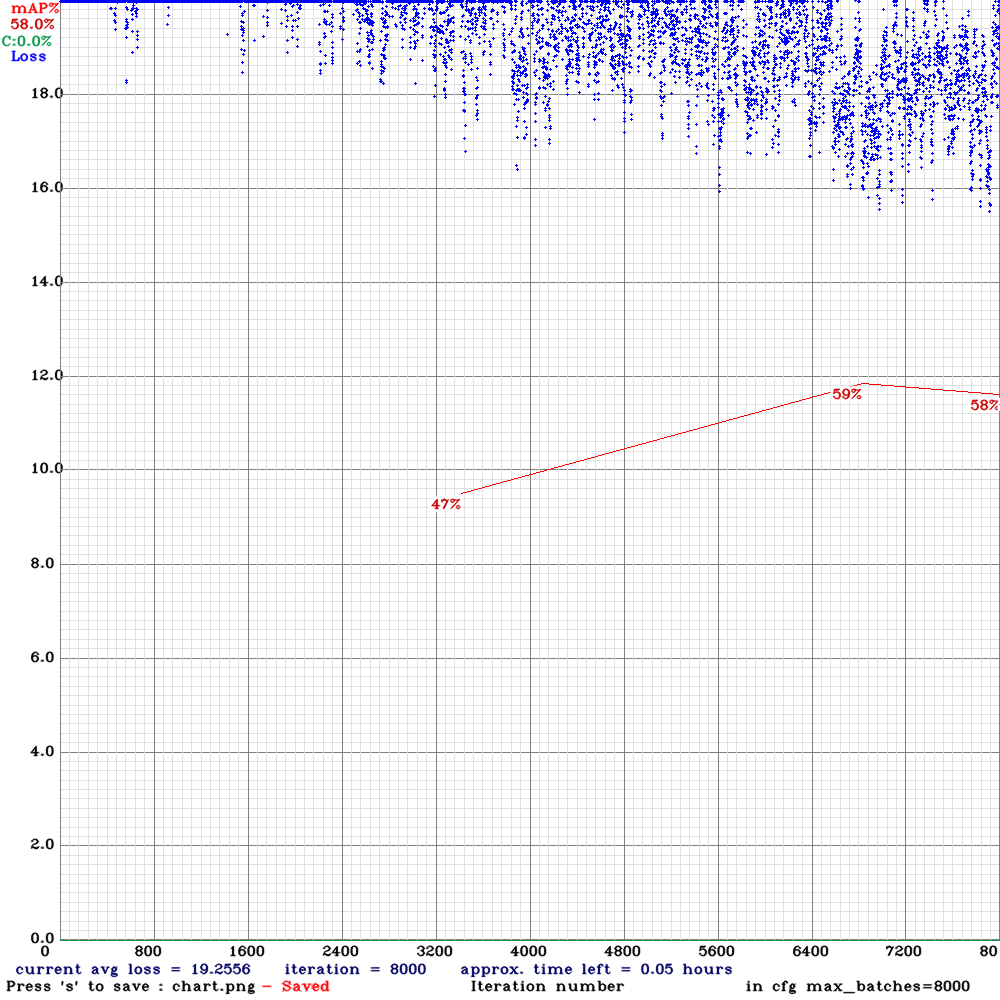 mAP%
58.0%
C:0.0%
Loss
18.0
16.0
14.0
12.0
59%
58%
10.0
47%
8.0
6.0
4.0
2.0
0.0
0 800 1600 2400 3200 4000 4800 5600 6400 7200 80
current avg loss = 19.2556 iteration = 8000 approx. time left = 0.05 hours
Press 's' to save : chart.png - Saved Iteration number in cfg max_batches=8000